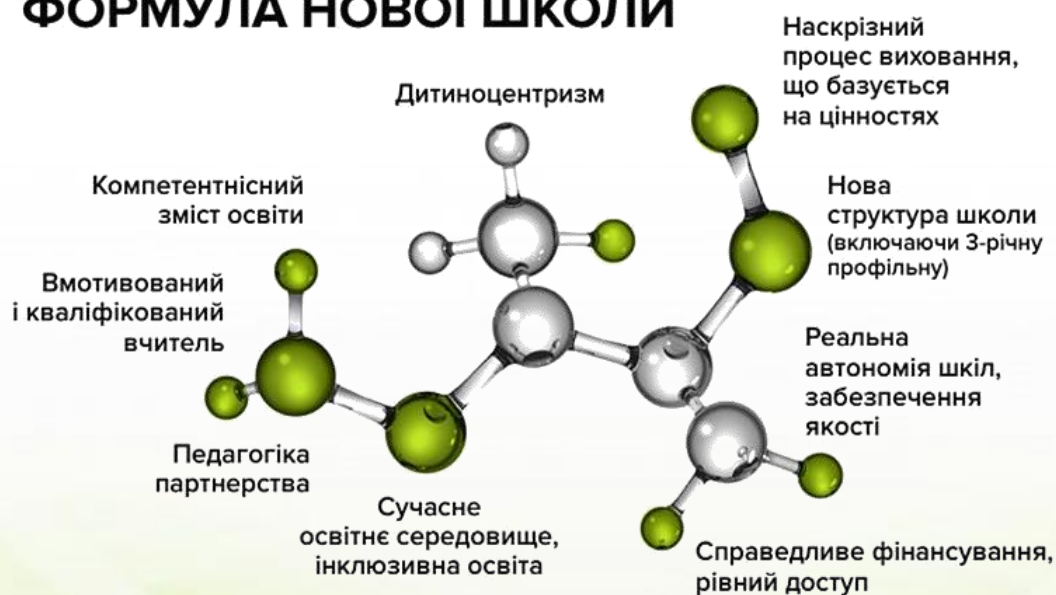 ФОРМУЛА НОВОЇ ШКОЛИ
Наскрізний
процес виховання,
що базується
на цінностях
Дитиноцентризм
Компетентнісний
зміст освіти
Нова
структура школи
(включаючи 3-річну
профільну)
Вмотивований
і кваліфікований
вчитель
Реальна
автономія шкіл,
забезпечення
якості
Педагогіка
партнерства
Сучасне
освітнє середовище,
інклюзивна освіта
Справедливе фінансування,
рівний доступ